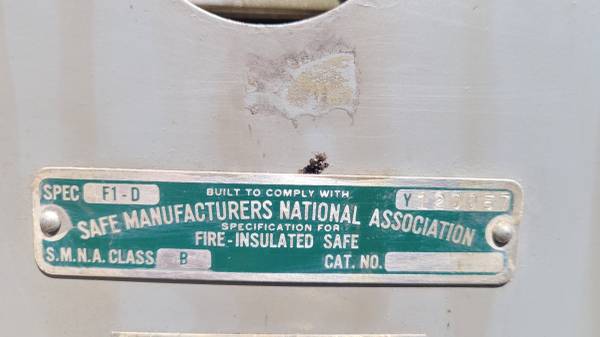 SPEC F1-D
BUILT TO COMPLY WITH
SAFE MANUFACTURERS NATIONAL ASSOCIATION
SPECIFICATION FOR
FIRE-INSULATED SAFE
S.M.N.A. CLASS B
CAT. NO.